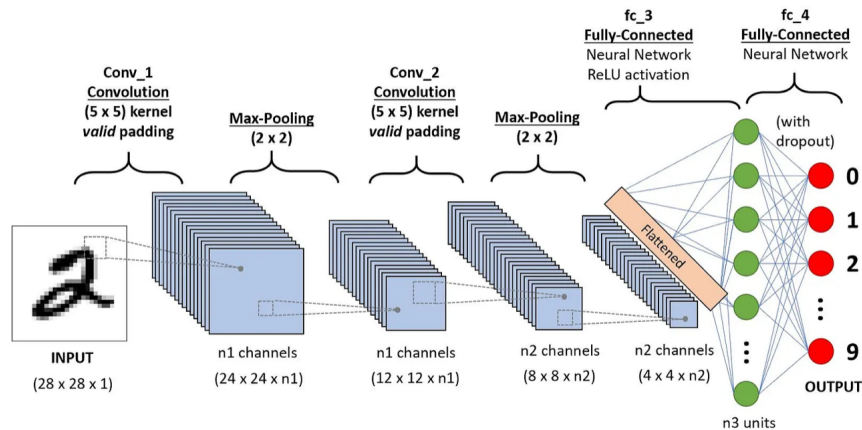 fc_3
Fully-Connected
Neural Network
ReLU activation
fc_4
Fully-Connected
Neural Network
Conv_1
Convolution
(5 x 5) kernel
valid padding
Max-Pooling
(2 x 2)
Conv_2
Convolution
(5 x 5) kernel
valid padding
Max-Pooling
(2 x 2)
(with
dropout)
Flattened
0
1
2
9
INPUT
(28 x 28 x 1)
n1 channels
(24 x 24 x n1)
n1 channels
(12 x 12 x n1)
n2 channels
(8 x 8 x n2)
n2 channels
(4 x 4 x n2)
OUTPUT
n3 units
2